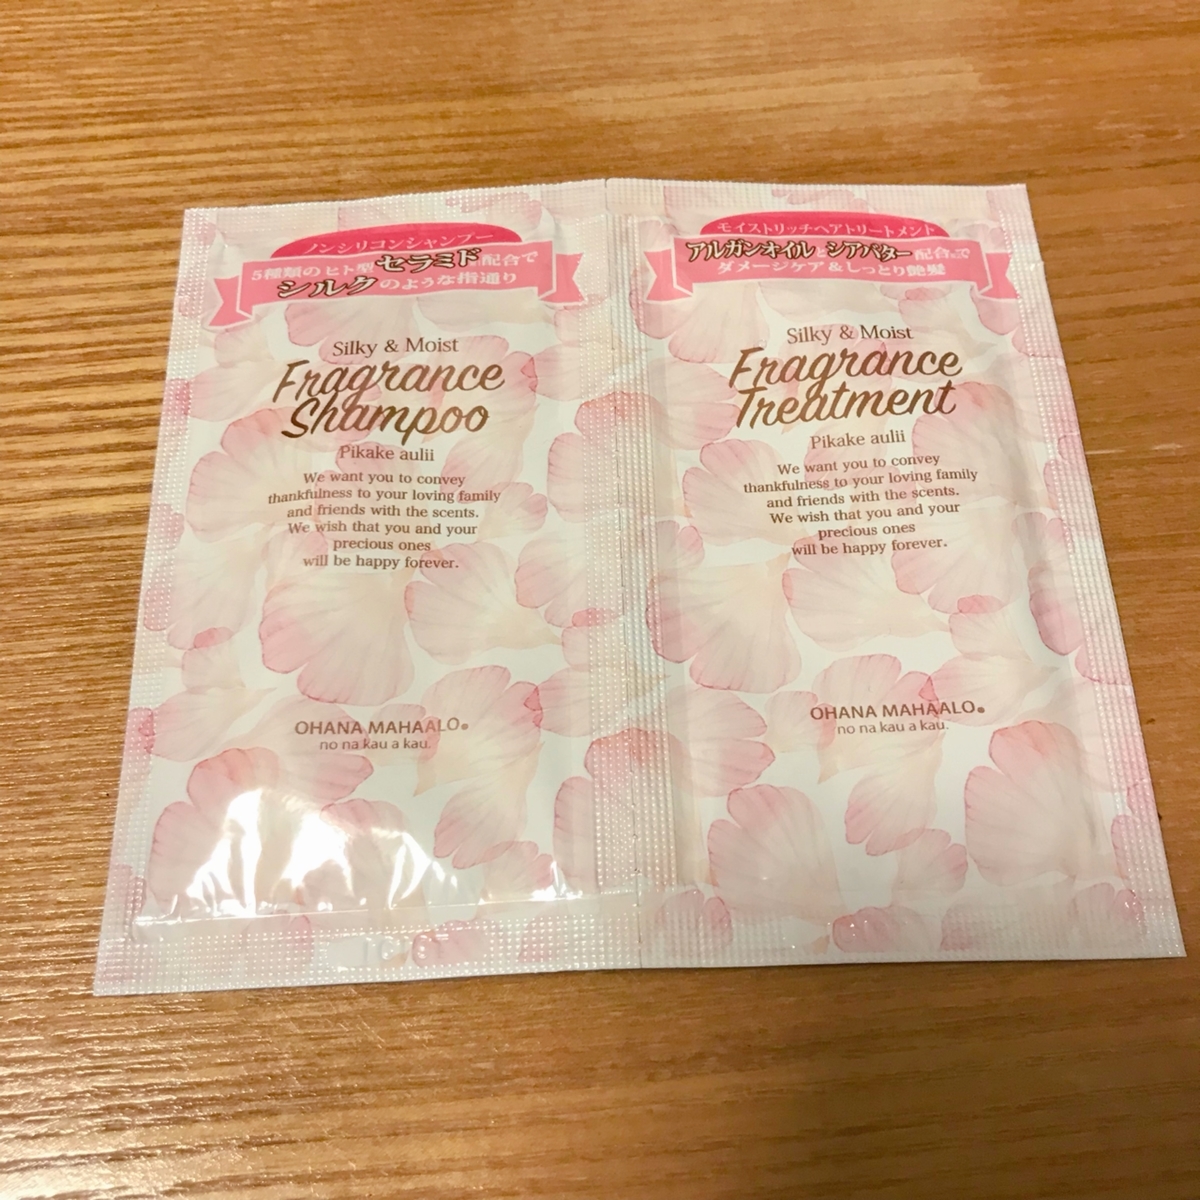 ノンシリコンシャンプー
5種類のヒト型セラミド配合で
シルクのような指通り
Silky & Moist
Fragrance
Shampoo
Pikake aulii
We want you to convey
thankfulness to your loving family
and friends with the scents.
We wish that you and your
precious ones
will be happy forever.
OHANA MAHAALO®
no na kau a kau.
モイストリッチヘアトリートメント
アルガンオイルとシアバター配合で
ダメージケア&しっとり艶髪
Silky & Moist
Fragrance
Treatment
Pikake aulii
We want you to convey
thankfulness to your loving family
and friends with the scents.
We wish that you and your
precious ones
will be happy forever.
OHANA MAHAALO®
no na kau a kau.